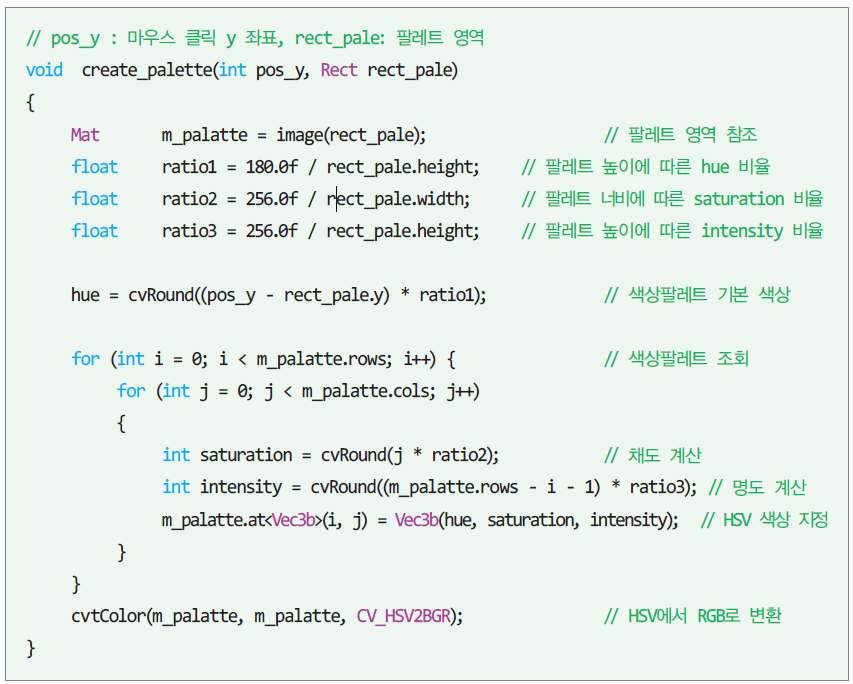 // pos_y : 마우스 클릭 y 좌표, rect_pale: 팔레트 영역
void create_palette(int pos_y, Rect rect_pale)
{
Mat m_palatte = image(rect_pale); // 팔레트 영역 참조
float ratio1 = 180.0f / rect_pale.height; // 팔레트 높이에 따른 hue 비율
float ratio2 = 256.0f / rect_pale.width; // 팔레트 너비에 따른 saturation 비율
float ratio3 = 256.0f / rect_pale.height; // 팔레트 높이에 따른 intensity 비율
hue = cvRound((pos_y - rect_pale.y) * ratio1); // 색상팔레트 기본 색상
for (int i = 0; i < m_palatte.rows; i++) { // 색상팔레트 조회
for (int j = 0; j < m_palatte.cols; j++)
{
int saturation = cvRound(j * ratio2); // 채도 계산
int intensity = cvRound((m_palatte.rows - i - 1) * ratio3); // 명도 계산
m_palatte.at<Vec3b>(i, j) = Vec3b(hue, saturation, intensity); // HSV 색상 지정
}
}
cvtColor(m_palatte, m_palatte, CV_HSV2BGR); // HSV에서 RGB로 변환
}